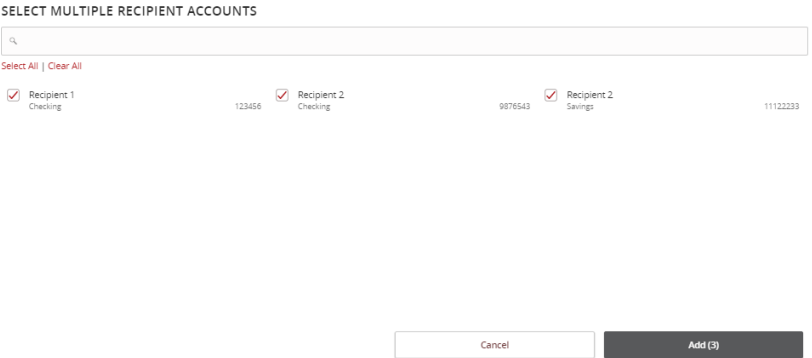 SELECT MULTIPLE RECIPIENT ACCOUNTS
Select All | Clear All
Recipient 1
Checking 123456
Recipient 2
Checking 9876543
Recipient 2
Savings 11122233
Cancel
Add (3)